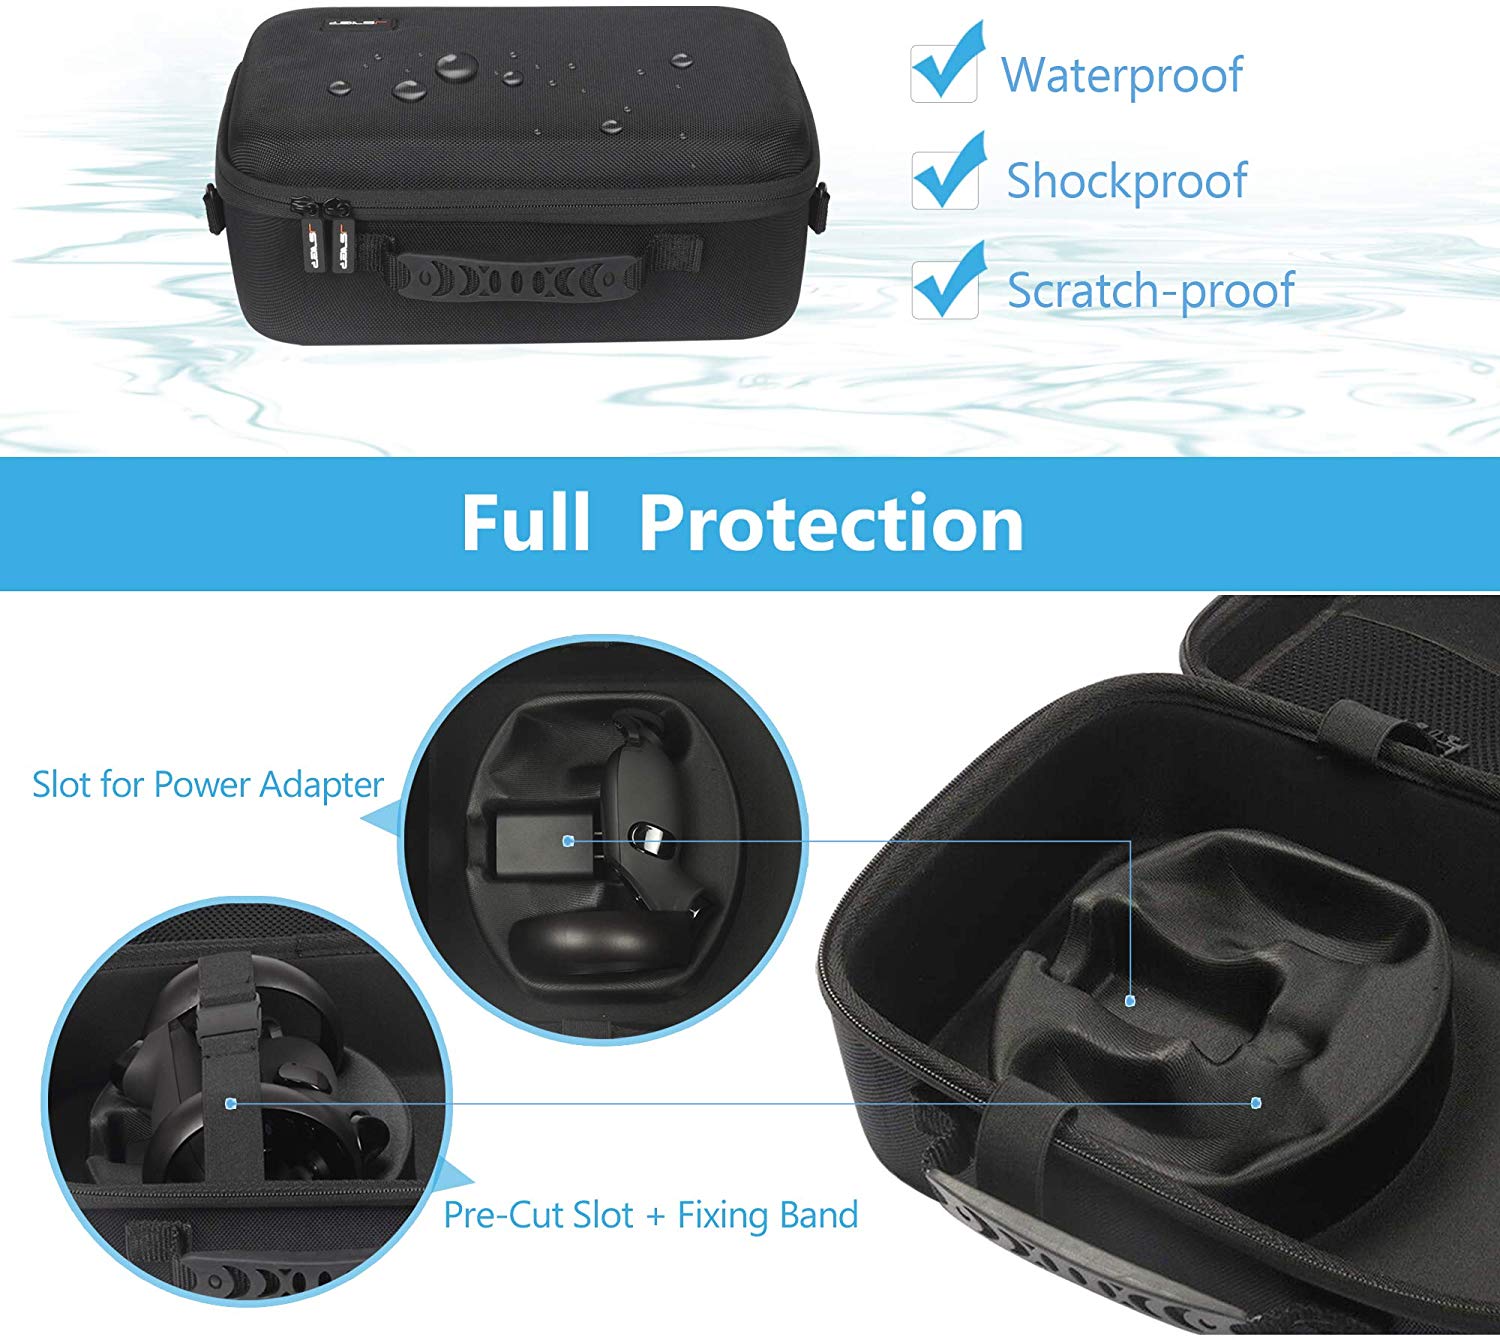 Waterproof
Shockproof
Scratch-proof
Full Protection
Slot for Power Adapter
Pre-Cut Slot + Fixing Band